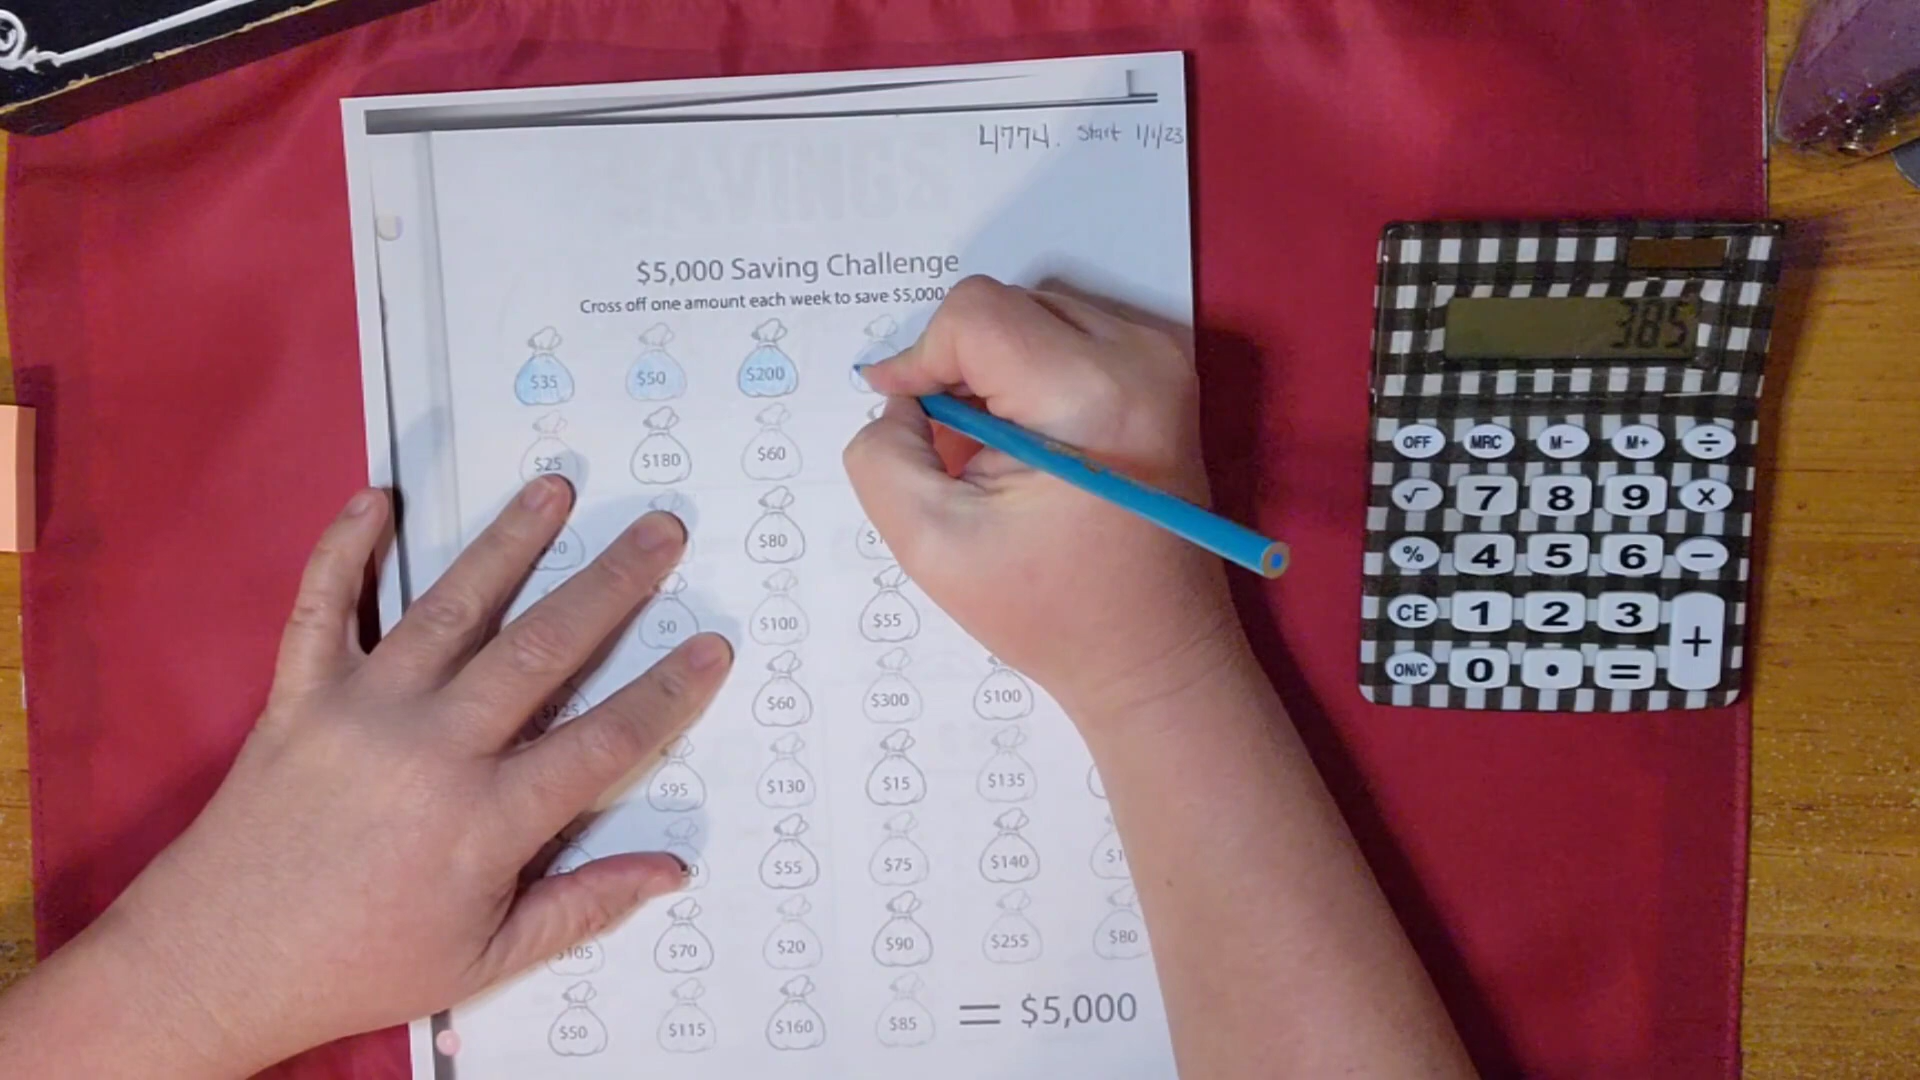 4774. Start 1/1/23
$5,000 Saving Challenge
Cross off one amount each week to save $5,000
$35 $50 $200
$25 $180 $60
$80
$0 $100 $55
$125 $60 $300 $100
$95 $130 $15 $135
$55 $75 $140
$105 $70 $20 $90 $255 $80
$50 $115 $160 $85 = $5,000
385
OFF MRC M- M+ ÷
√ 7 8 9 X
% 4 5 6 −
CE 1 2 3 +
ON/C 0 • =